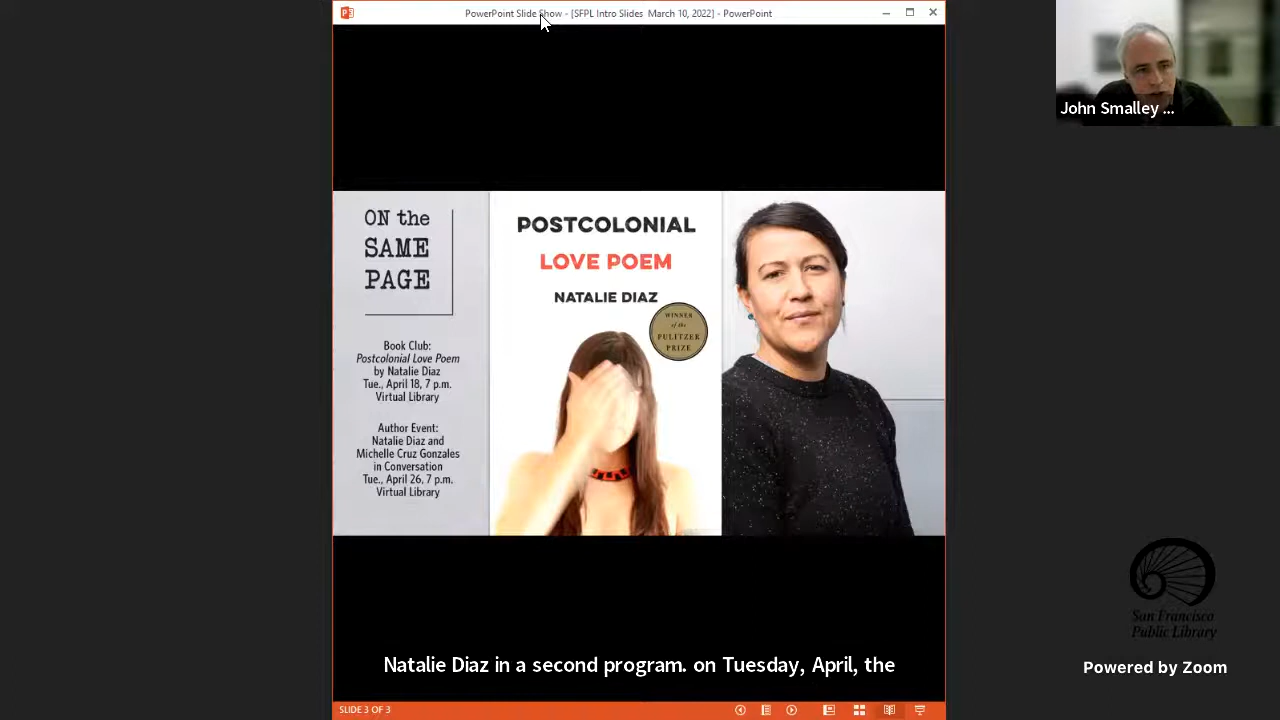 PowerPoint Slide Show - [SFPL Intro Slides March 10, 2022] - PowerPoint
John Smalley ...
ON the
SAME
PAGE
Book Club:
Postcolonial Love Poem
by Natalie Diaz
Tue., April 18, 7 p.m.
Virtual Library
Author Event:
Natalie Diaz and
Michelle Cruz Gonzales
in Conversation
Tue., April 26, 7 p.m.
Virtual Library
POSTCOLONIAL
LOVE POEM
NATALIE DIAZ
WINNER
of the
PULITZER
PRIZE
San Francisco
Public Library
Natalie Diaz in a second program. on Tuesday, April, the
Powered by Zoom
SLIDE 3 OF 3